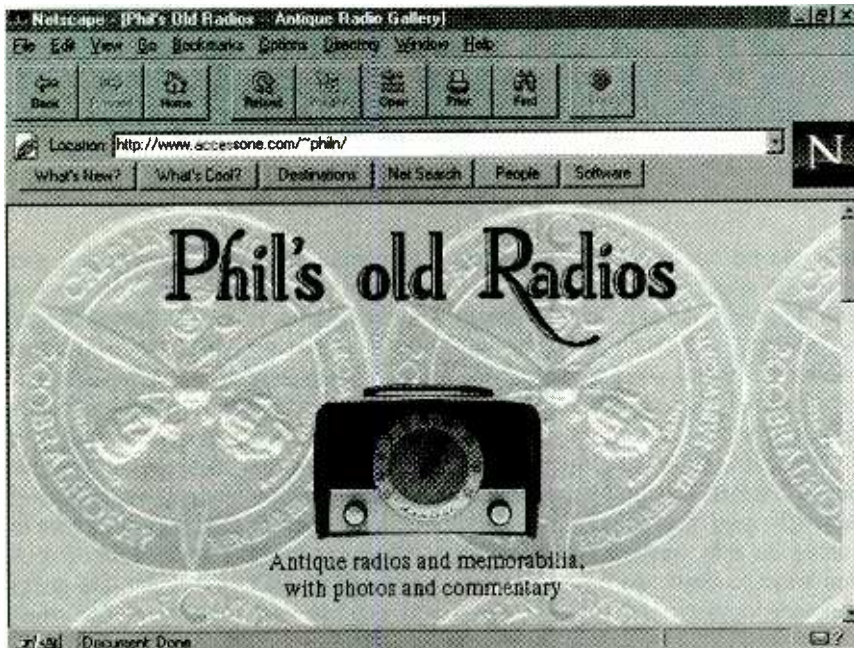 Netscape - [Phil's Old Radios - Antique Radio Gallery]
File Edit View Go Bookmarks Options Directory Window Help
Back Forward Home Reload Open Print Find
Location: http://www.accessone.com/~philn/
What's New? What's Cool? Destinations Net Search People Software
N
Phil's old Radios
Antique radios and memorabilia,
with photos and commentary
Document Done